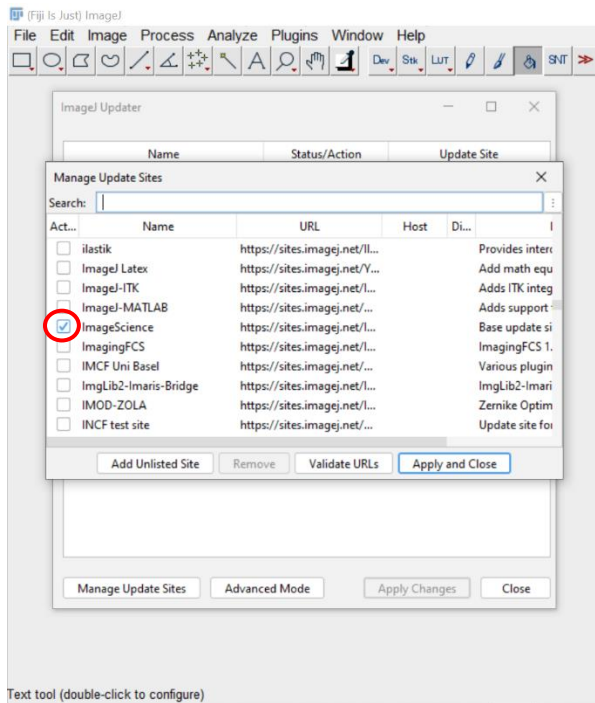 (Fiji Is Just) ImageJ
File Edit Image Process Analyze Plugins Window Help
A Dev Stk LUT SNT
ImageJ Updater
Name Status/Action Update Site
Manage Update Sites
Search:
Act... Name URL Host Di...
ilastik https://sites.imagej.net/Il... Provides interc
ImageJ Latex https://sites.imagej.net/Y... Add math equ
ImageJ-ITK https://sites.imagej.net/I... Adds ITK integ
ImageJ-MATLAB https://sites.imagej.net/... Adds support
ImageScience https://sites.imagej.net/I... Base update si
ImagingFCS https://sites.imagej.net/I... ImagingFCS 1.
IMCF Uni Basel https://sites.imagej.net/... Various plugin
ImgLib2-Imaris-Bridge https://sites.imagej.net/I... ImgLib2-Imari
IMOD-ZOLA https://sites.imagej.net/I... Zernike Optim
INCF test site https://sites.imagej.net/... Update site for
Add Unlisted Site Remove Validate URLs Apply and Close
Manage Update Sites Advanced Mode Apply Changes Close
Text tool (double-click to configure)